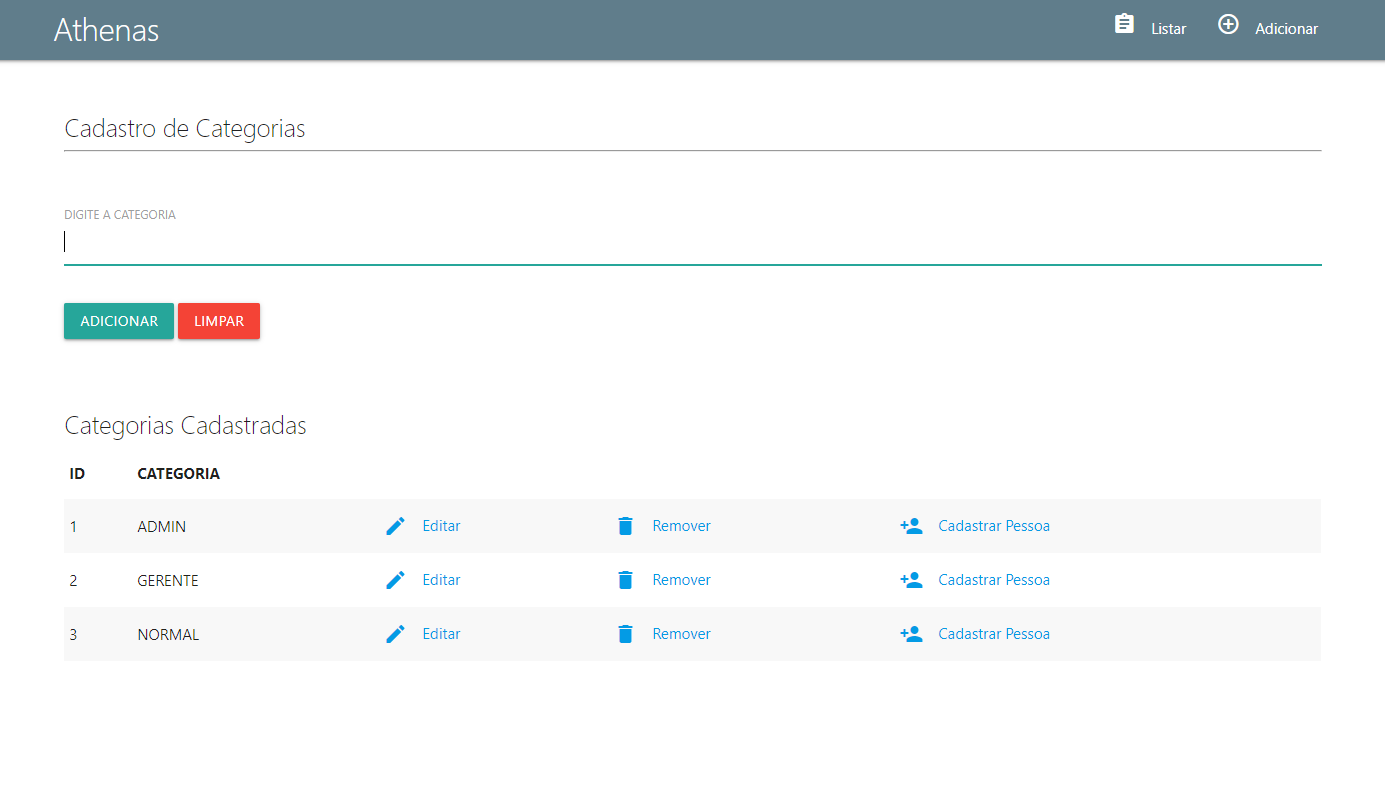 Athenas Listar Adicionar
Cadastro de Categorias
DIGITE A CATEGORIA
ADICIONAR LIMPAR
Categorias Cadastradas
ID CATEGORIA
1 ADMIN Editar Remover Cadastrar Pessoa
2 GERENTE Editar Remover Cadastrar Pessoa
3 NORMAL Editar Remover Cadastrar Pessoa